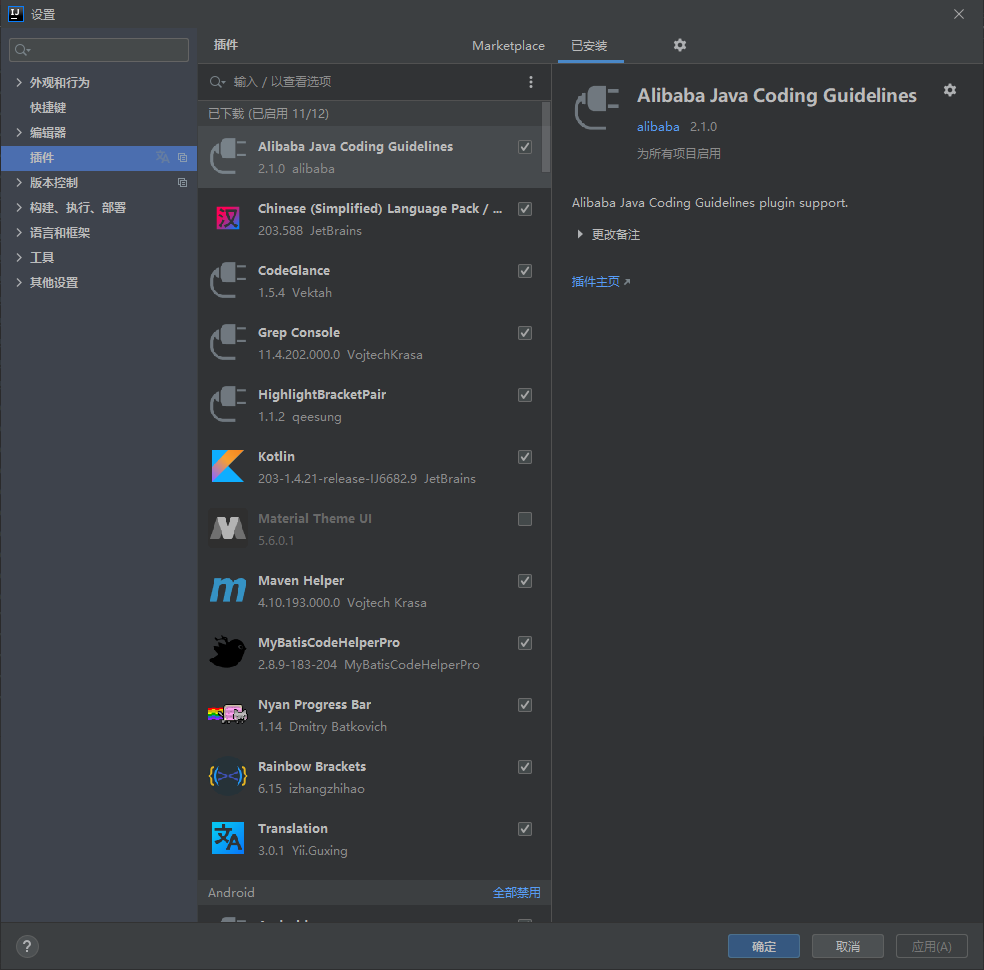 设置
插件
Marketplace
已安装
外观和行为
快捷键
编辑器
插件
版本控制
构建、执行、部署
语言和框架
工具
其他设置
输入 / 以查看选项
已下载 (已启用 11/12)
Alibaba Java Coding Guidelines
2.1.0 alibaba
Chinese (Simplified) Language Pack / ...
203.588 JetBrains
CodeGlance
1.5.4 Vektah
Grep Console
11.4.202.000.0 VojtechKrasa
HighlightBracketPair
1.1.2 qeesung
Kotlin
203-1.4.21-release-IJ6682.9 JetBrains
Material Theme UI
5.6.0.1
Maven Helper
4.10.193.000.0 Vojtech Krasa
MyBatisCodeHelperPro
2.8.9-183-204 MyBatisCodeHelperPro
Nyan Progress Bar
1.14 Dmitry Batkovich
Rainbow Brackets
6.15 izhangzhihao
Translation
3.0.1 Yii.Guxing
Android
全部禁用
Alibaba Java Coding Guidelines
alibaba 2.1.0
为所有项目启用
Alibaba Java Coding Guidelines plugin support.
更改备注
插件主页
确定
取消
应用(A)